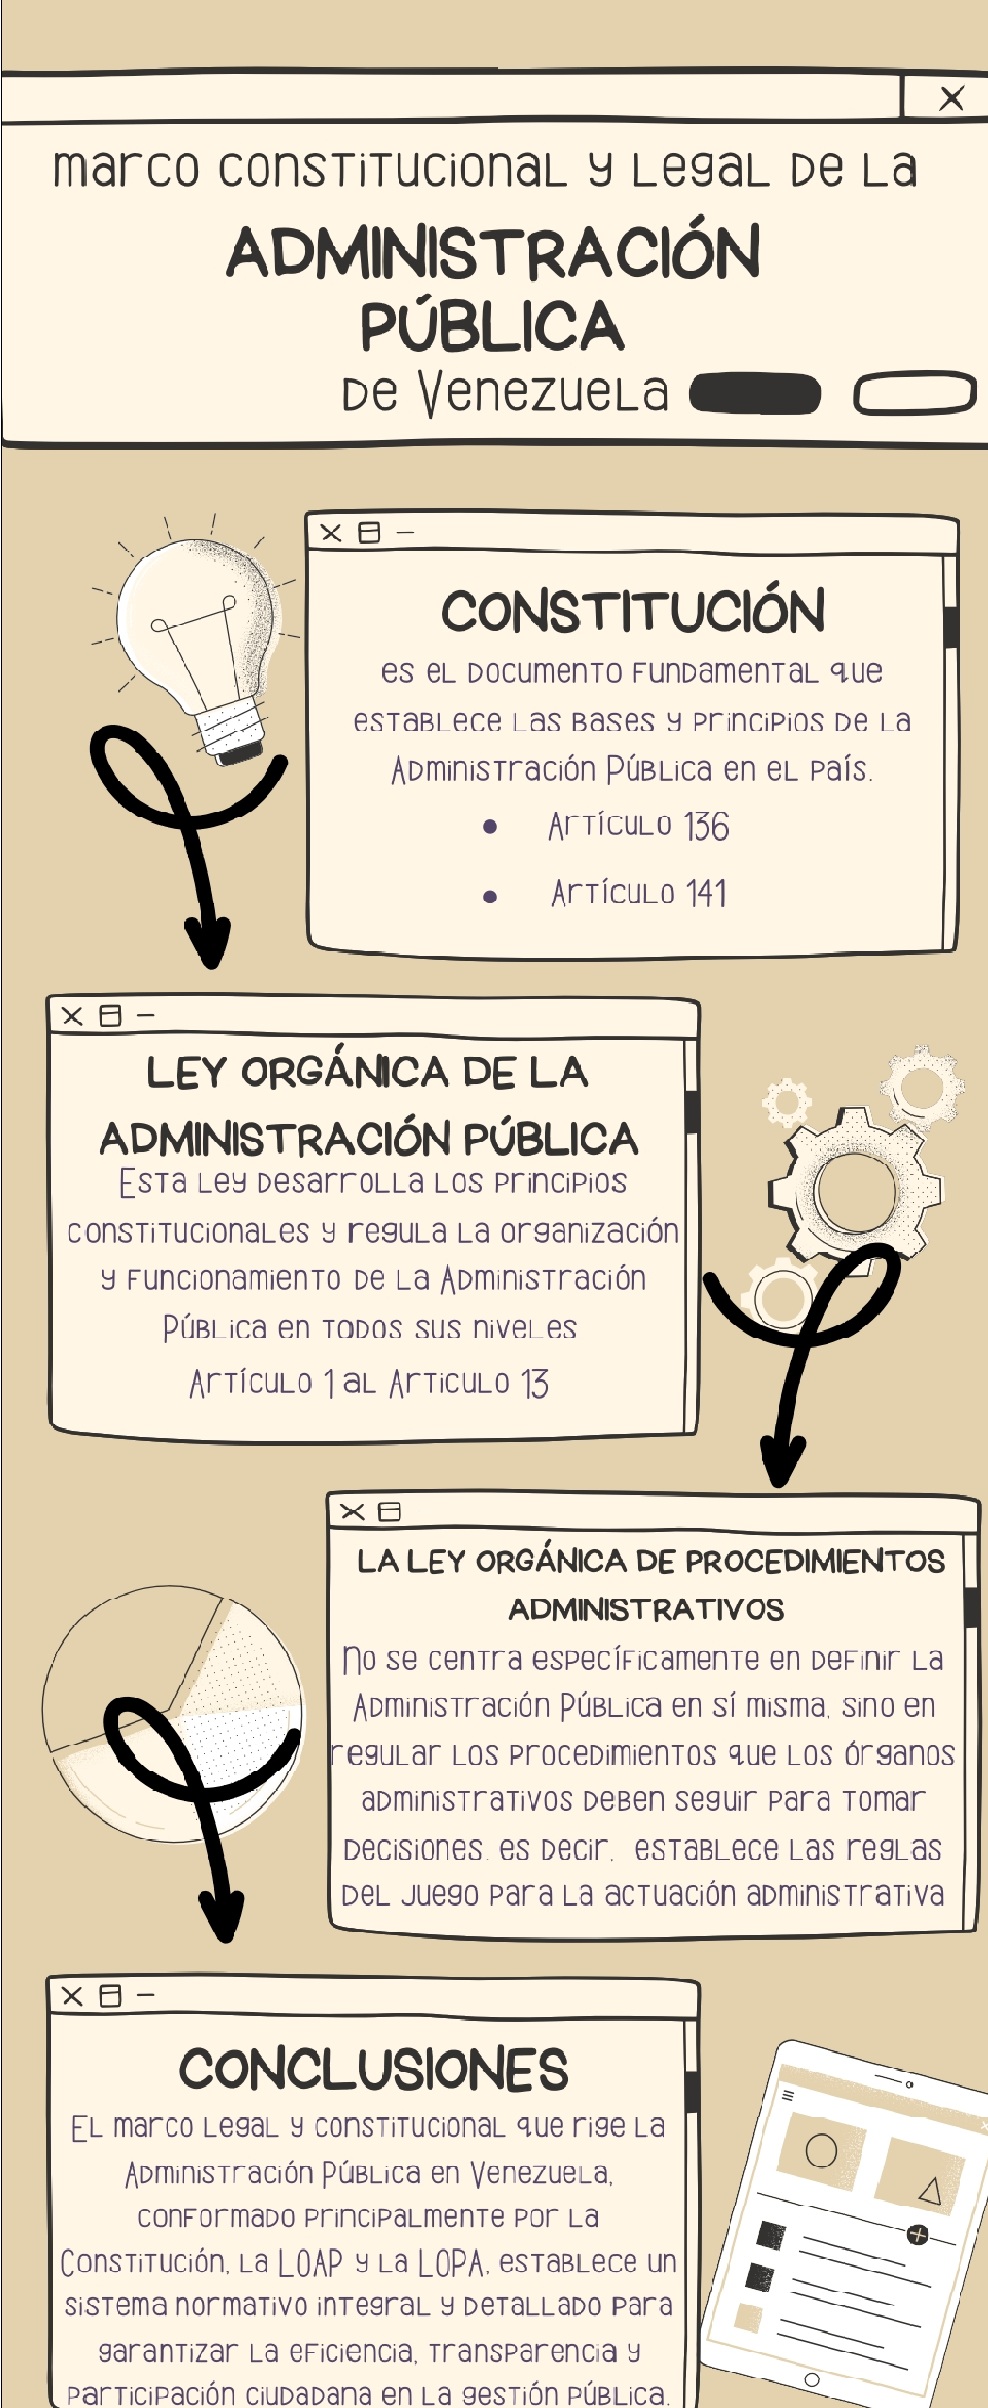 marco constitucional y legal de la
ADMINISTRACIÓN
PÚBLICA
de Venezuela
CONSTITUCIÓN
es el documento fundamental que
establece las bases y principios de la
Administración Pública en el país.
• Artículo 136
• Artículo 141
LEY ORGÁNICA DE LA
ADMINISTRACIÓN PÚBLICA
Esta ley desarrolla los principios
constitucionales y regula la organización
y funcionamiento de la Administración
Pública en todos sus niveles
Artículo 1 al Articulo 13
LA LEY ORGÁNICA DE PROCEDIMIENTOS
ADMINISTRATIVOS
No se centra específicamente en definir la
Administración Pública en sí misma, sino en
regular los procedimientos que los órganos
administrativos deben seguir para tomar
decisiones. es decir, establece las reglas
del juego para la actuación administrativa
CONCLUSIONES
El marco legal y constitucional que rige la
Administración Pública en Venezuela,
conformado principalmente por la
Constitución, la LOAP y la LOPA, establece un
sistema normativo integral y detallado para
garantizar la eficiencia, transparencia y
participación ciudadana en la gestión pública.